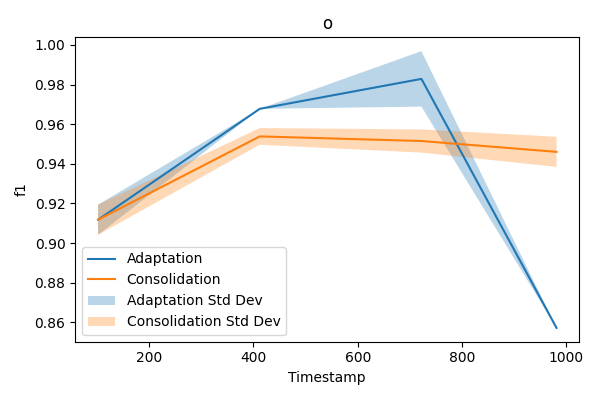 o
1.00
0.98
0.96
0.94
0.92
0.90
0.88
0.86
f1
Adaptation
Consolidation
Adaptation Std Dev
Consolidation Std Dev
200 400 600 800 1000
Timestamp